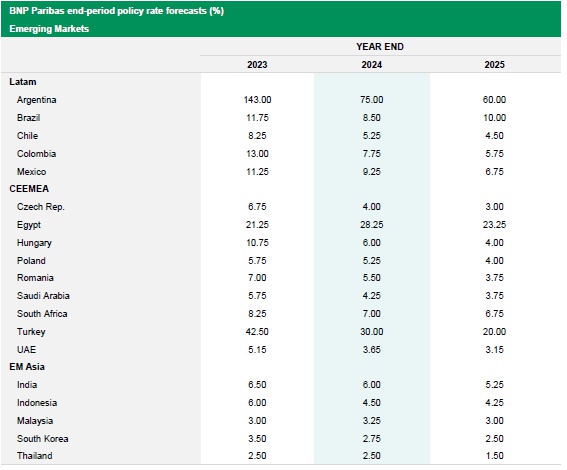 BNP Paribas end-period policy rate forecasts (%)
Emerging Markets
YEAR END
2023 2024 2025
Latam
Argentina 143.00 75.00 60.00
Brazil 11.75 8.50 10.00
Chile 8.25 5.25 4.50
Colombia 13.00 7.75 5.75
Mexico 11.25 9.25 6.75
CEEMEA
Czech Rep. 6.75 4.00 3.00
Egypt 21.25 28.25 23.25
Hungary 10.75 6.00 4.00
Poland 5.75 5.25 4.00
Romania 7.00 5.50 3.75
Saudi Arabia 5.75 4.25 3.75
South Africa 8.25 7.00 6.75
Turkey 42.50 30.00 20.00
UAE 5.15 3.65 3.15
EM Asia
India 6.50 6.00 5.25
Indonesia 6.00 4.50 4.25
Malaysia 3.00 3.25 3.00
South Korea 3.50 2.75 2.50
Thailand 2.50 2.50 1.50